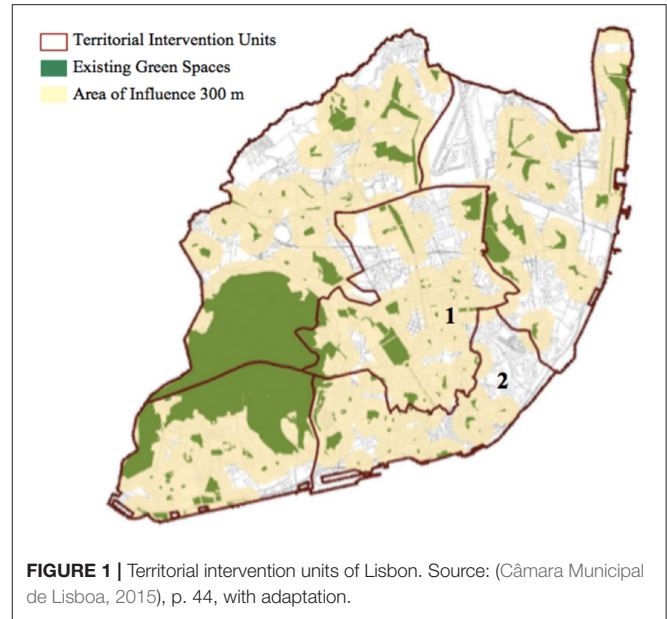 Territorial Intervention Units
Existing Green Spaces
Area of Influence 300 m
1
2
FIGURE 1 | Territorial intervention units of Lisbon. Source: (Câmara Municipal
de Lisboa, 2015), p. 44, with adaptation.